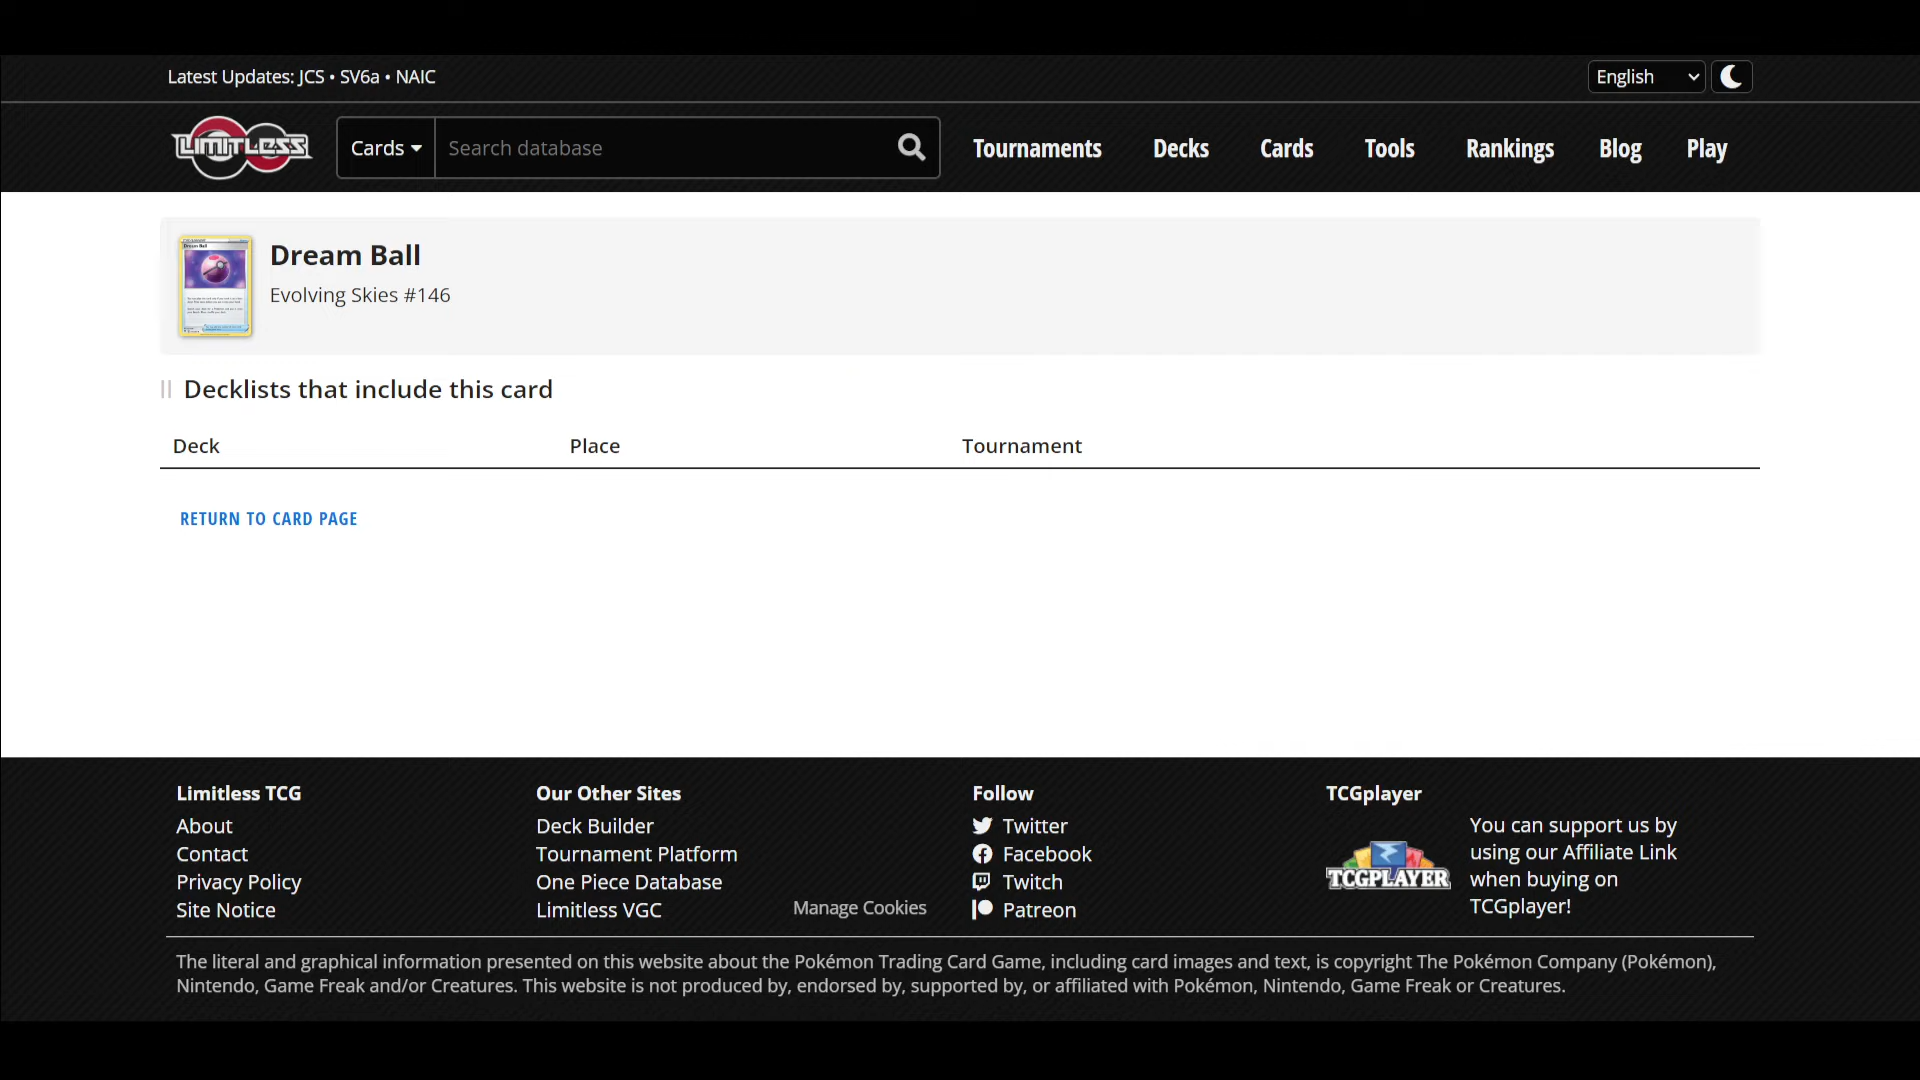 Latest Updates: JCS • SV6a • NAIC
English
LIMITLESS
Cards
Search database
Tournaments
Decks
Cards
Tools
Rankings
Blog
Play
Dream Ball
Dream Ball
Evolving Skies #146
Decklists that include this card
Deck
Place
Tournament
RETURN TO CARD PAGE
Limitless TCG
About
Contact
Privacy Policy
Site Notice
Our Other Sites
Deck Builder
Tournament Platform
One Piece Database
Limitless VGC
Manage Cookies
Follow
Twitter
Facebook
Twitch
Patreon
TCGplayer
TCGPLAYER
You can support us by
using our Affiliate Link
when buying on
TCGplayer!
The literal and graphical information presented on this website about the Pokémon Trading Card Game, including card images and text, is copyright The Pokémon Company (Pokémon),
Nintendo, Game Freak and/or Creatures. This website is not produced by, endorsed by, supported by, or affiliated with Pokémon, Nintendo, Game Freak or Creatures.